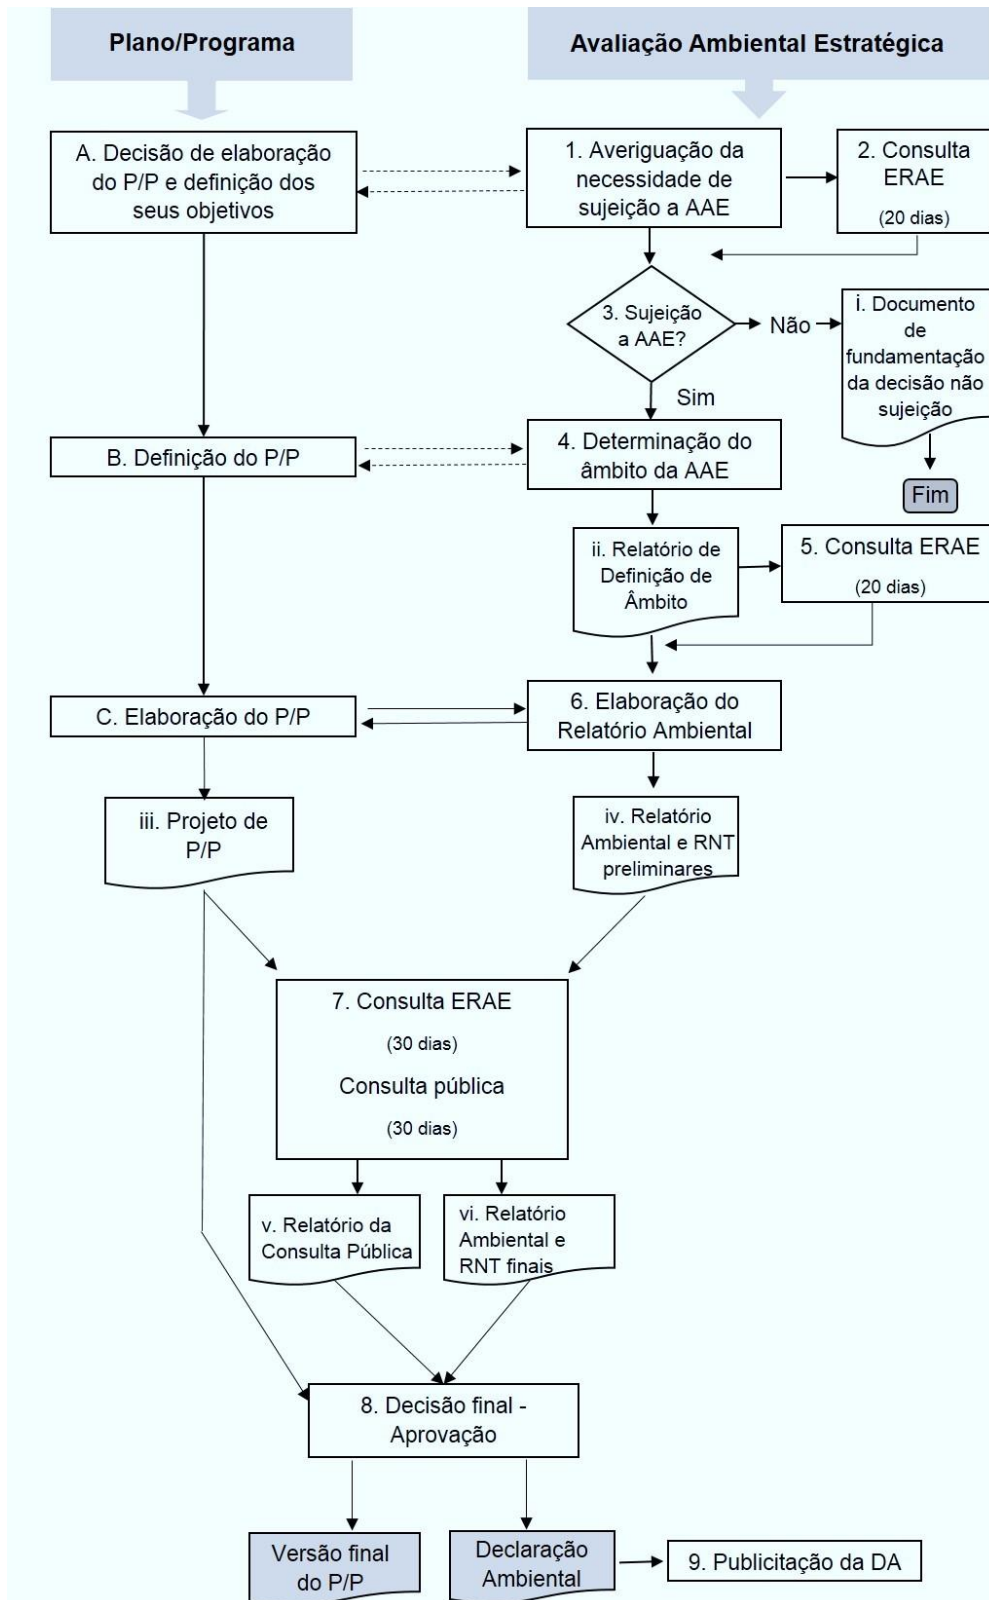 Plano/Programa
Avaliação Ambiental Estratégica
A. Decisão de elaboração
do P/P e definição dos
seus objetivos
1. Averiguação da
necessidade de
sujeição a AAE
2. Consulta
ERAE
(20 dias)
3. Sujeição
a AAE?
Não
i. Documento
de
fundamentação
da decisão não
sujeição
Sim
Fim
B. Definição do P/P
4. Determinação do
âmbito da AAE
ii. Relatório de
Definição de
Âmbito
5. Consulta ERAE
(20 dias)
C. Elaboração do P/P
6. Elaboração do
Relatório Ambiental
iii. Projeto de
P/P
iv. Relatório
Ambiental e RNT
preliminares
7. Consulta ERAE
(30 dias)
Consulta pública
(30 dias)
v. Relatório da
Consulta Pública
vi. Relatório
Ambiental e
RNT finais
8. Decisão final -
Aprovação
Versão final
do P/P
Declaração
Ambiental
9. Publicitação da DA